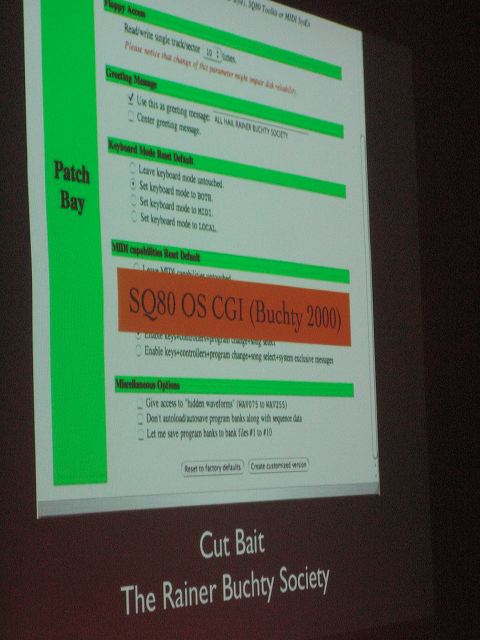 SQ80 Toolkit or MIDI SysEx
Floppy Access
Read/write single track/sector 10 times.
Please notice that change of this parameter might impair disk reliability.
Greeting Message
Use this as greeting message: ALL HAIL RAINER BUCHTY SOCIETY
Center greeting message.
Keyboard Mode Reset Default
Leave keyboard mode untouched.
Set keyboard mode to BOTH.
Set keyboard mode to MIDI.
Set keyboard mode to LOCAL.
Patch
Bay
MIDI capabilities Reset Default
Leave MIDI capabilities untouched
SQ80 OS CGI (Buchty 2000)
Enable keys+controllers+program change+song select
Enable keys+controllers+program change+song select+system exclusive messages
Miscellaneous Options
Give access to "hidden waveforms" (WAV075 to WAV255)
Don't autoload/autosave program banks along with sequence data
Let me save program banks to bank files #1 to #10
Reset to factory defaults Create customized version
Cut Bait
The Rainer Buchty Society